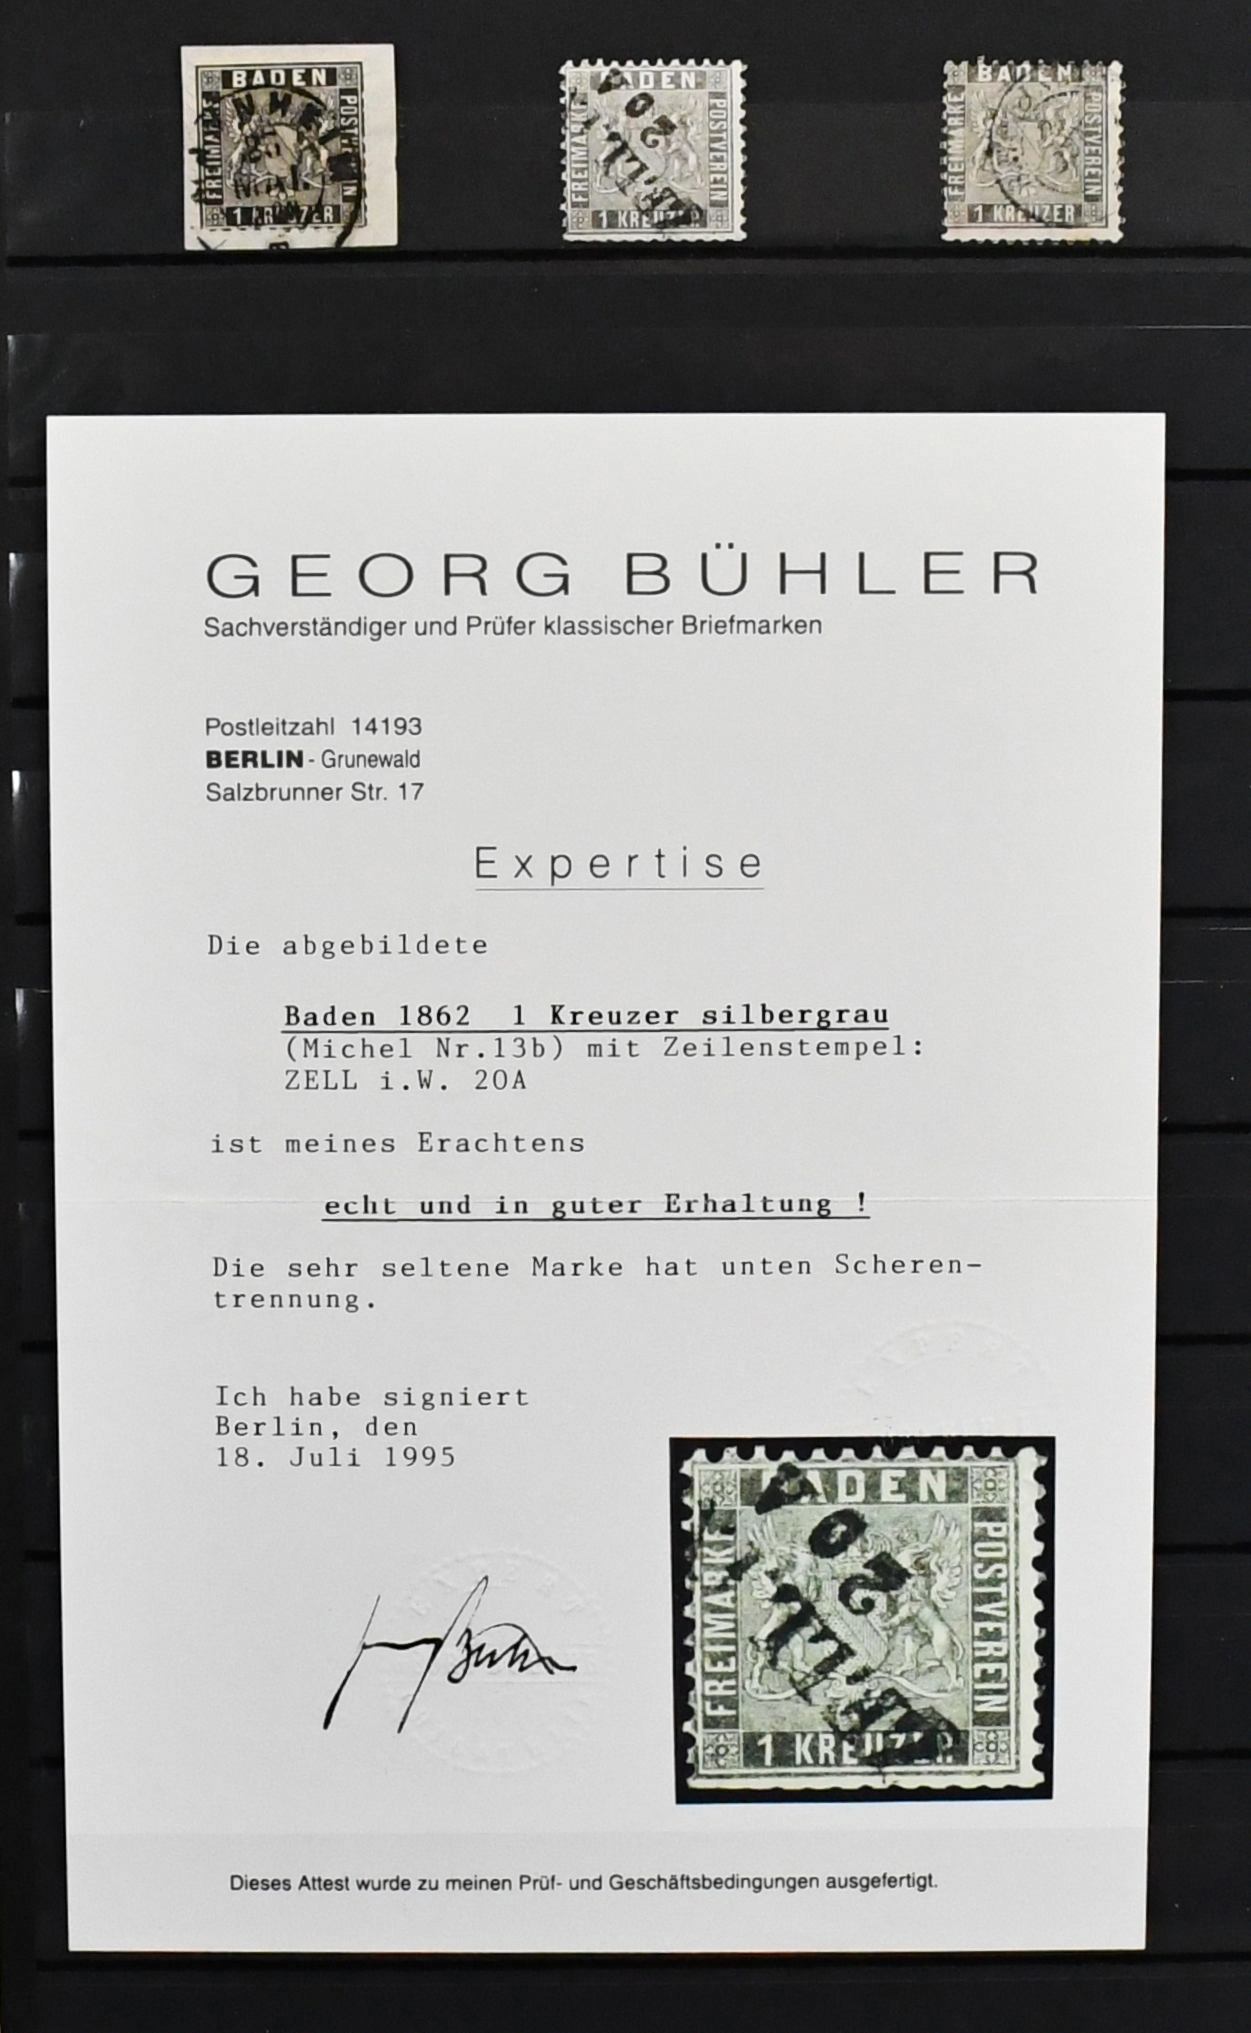 BADEN
FREIMARKE
POSTVEREIN
1 KREUZER
BADEN
20A
FREIMARKE
POSTVEREIN
1 KREUZER
BADEN
FREIMARKE
POSTVEREIN
1 KREUZER
GEORG BÜHLER
Sachverständiger und Prüfer klassischer Briefmarken
Postleitzahl 14193
BERLIN - Grunewald
Salzbrunner Str. 17
Expertise
Die abgebildete
Baden 1862 1 Kreuzer silbergrau
(Michel Nr.13b) mit Zeilenstempel:
ZELL i.W. 20A
ist meines Erachtens
echt und in guter Erhaltung !
Die sehr seltene Marke hat unten Scheren-
trennung.
Ich habe signiert
Berlin, den
18. Juli 1995
BADEN
20A
FREIMARKE
POSTVEREIN
1 KREUZER
Dieses Attest wurde zu meinen Prüf- und Geschäftsbedingungen ausgefertigt.